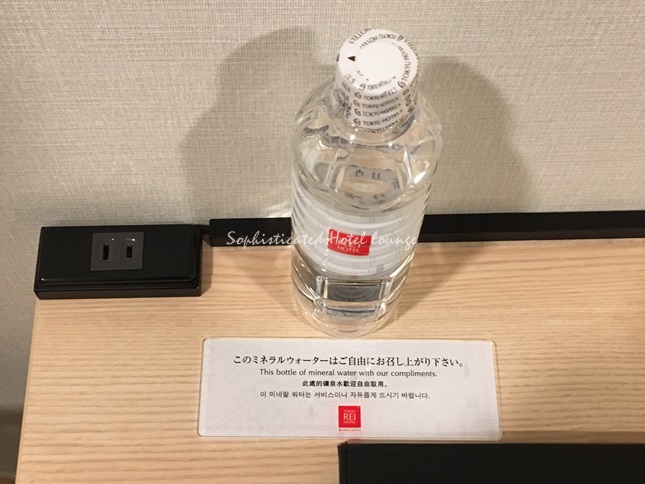 TOKYU HOTELS
Sophisticated Hotel lounge
HOTEL
このミネラルウォーターはご自由にお召し上がり下さい。
This bottle of mineral water with our compliments.
此處的礦泉水歡迎自由取用。
이 미네랄 워터는 서비스이니 자유롭게 드시기 바랍니다.
TOKYU
REI
HOTEL